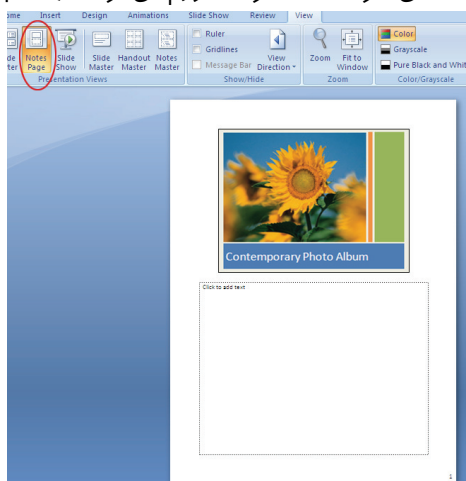 ome Insert Design Animations Slide Show Review View
de Notes Slide Slide Handout Notes
ter Page Show Master Master Master
Presentation Views
Ruler
Gridlines
Message Bar
View
Direction
Show/Hide
Zoom Fit to
Window
Zoom
Color
Grayscale
Pure Black and Whit
Color/Grayscale
Contemporary Photo Album
Click to add text
1